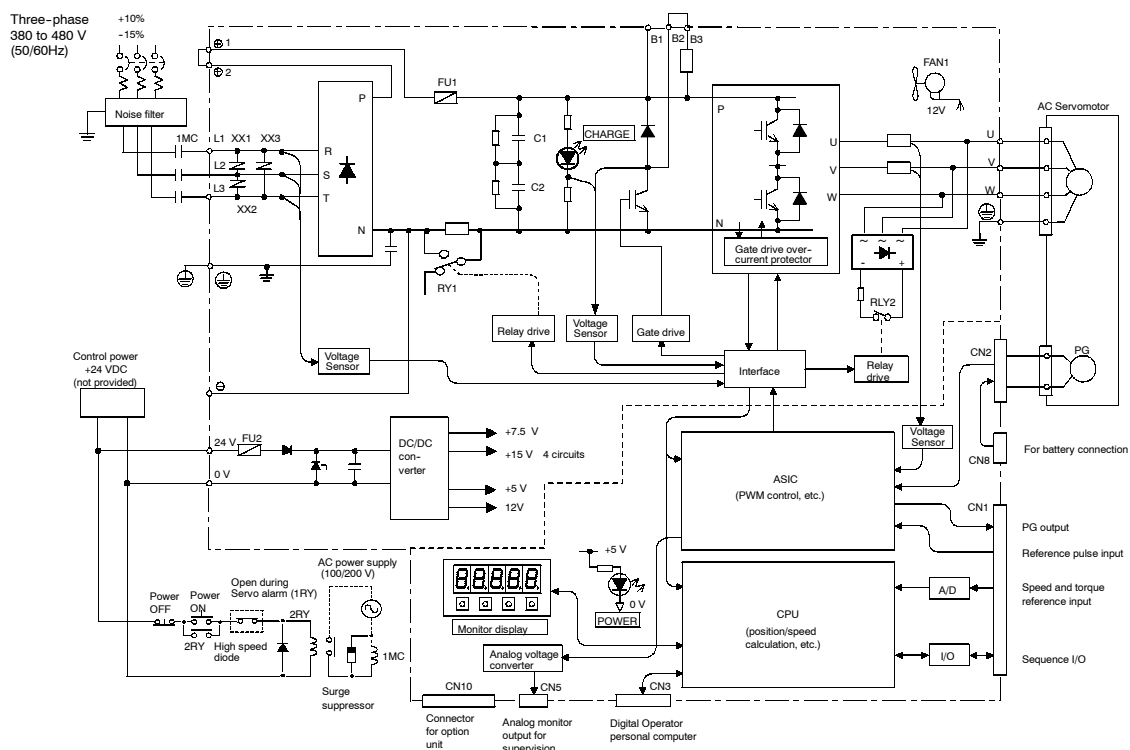 Three-phase
380 to 480 V
(50/60Hz)
+10%
-15%
Noise filter
1MC
L1
XX1
XX3
L2
L3
XX2
⊕ 1
⊕ 2
P
R
S
T
N
FU1
C1
C2
CHARGE
B1
B2
B3
P
N
U
V
W
Gate drive over-
current protector
FAN1
12V
AC Servomotor
U
V
W
~ ~ ~
- +
RLY2
RY1
Relay drive
Voltage
Sensor
Gate drive
Voltage
Sensor
Interface
Relay
drive
CN2
PG
Control power
+24 VDC
(not provided)
⊖
24 V
FU2
0 V
DC/DC
con-
verter
+7.5 V
+15 V
4 circuits
+5 V
12V
Voltage
Sensor
CN8
For battery connection
ASIC
(PWM control, etc.)
CN1
PG output
Reference pulse input
A/D
Speed and torque
reference input
CPU
(position/speed
calculation, etc.)
I/O
Sequence I/O
AC power supply
(100/200 V)
Open during
Servo alarm (1RY)
Power
OFF
Power
ON
2RY
2RY
High speed
diode
1MC
Surge
suppressor
88888
Monitor display
+5 V
0 V
POWER
Analog voltage
converter
CN10
CN5
CN3
Connector
for option
unit
Analog monitor
output for
supervision
Digital Operator
personal computer